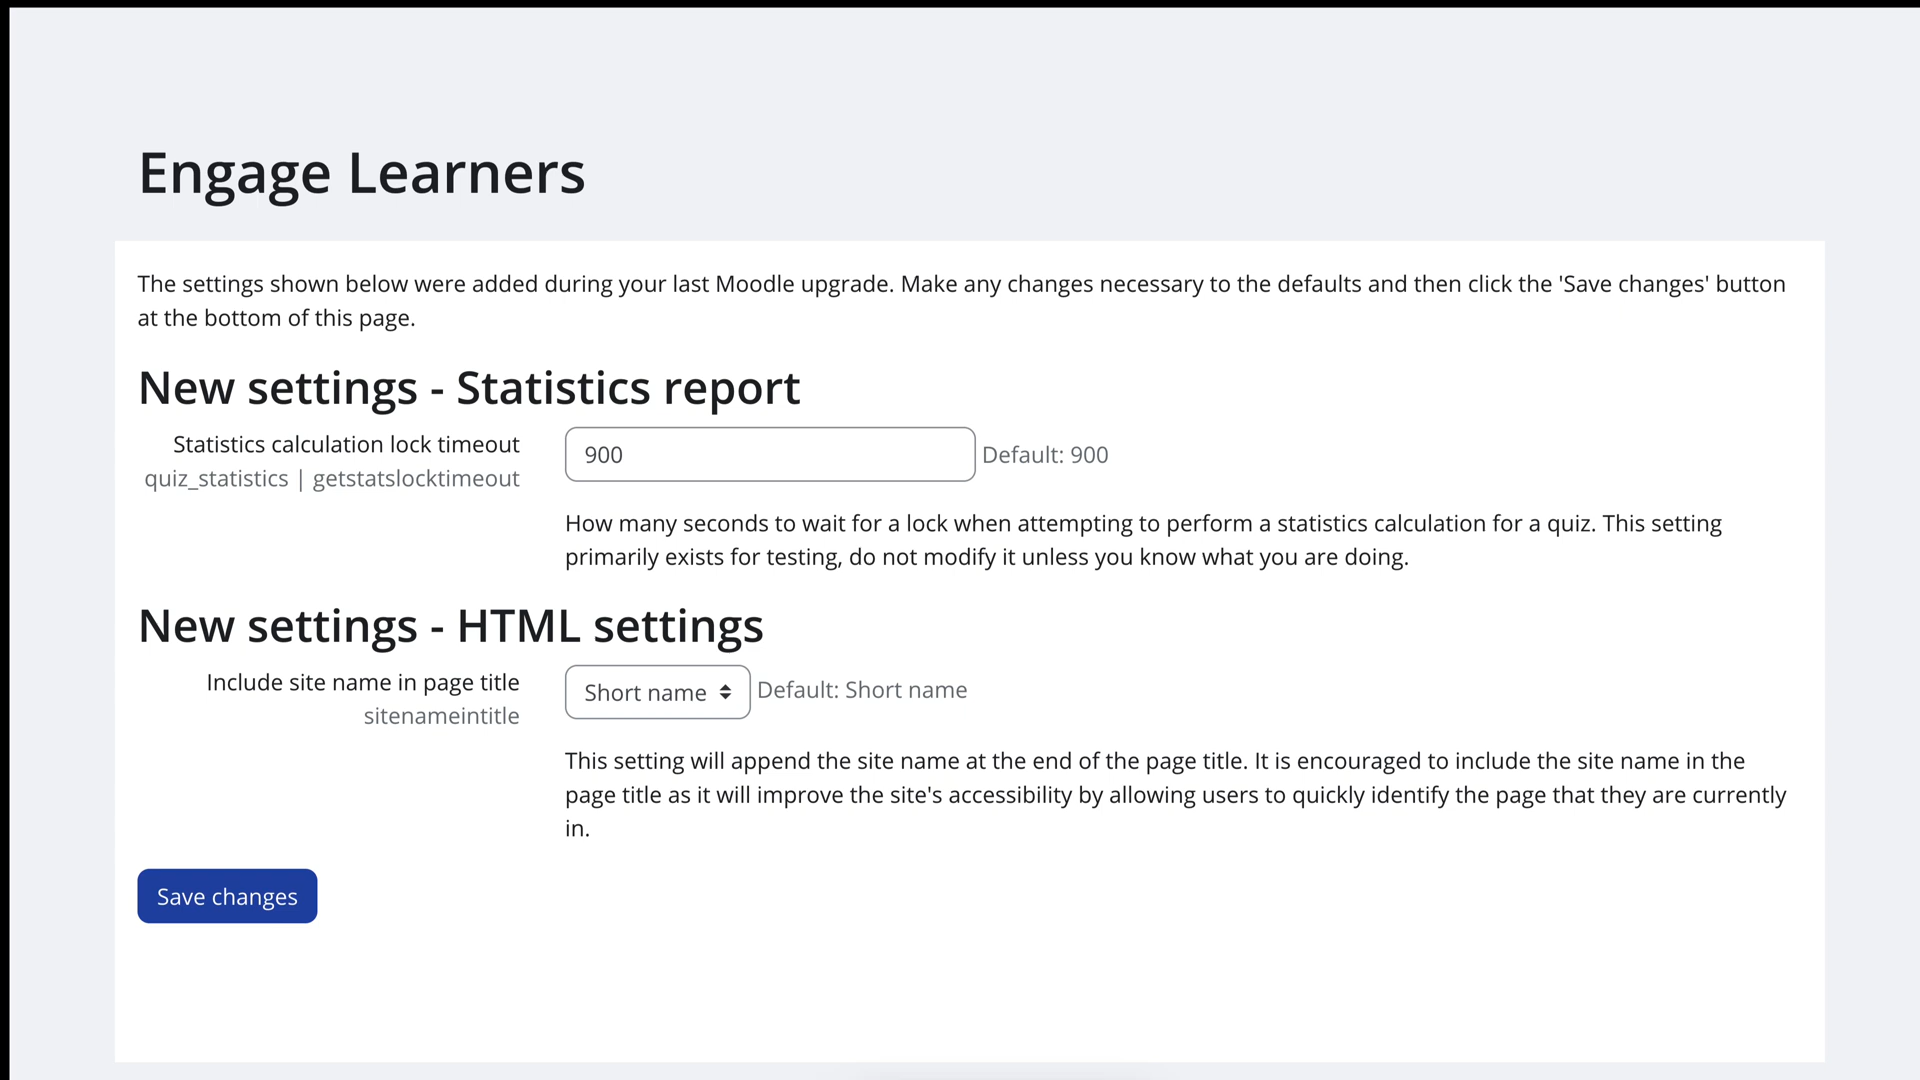 Engage Learners
The settings shown below were added during your last Moodle upgrade. Make any changes necessary to the defaults and then click the 'Save changes' button
at the bottom of this page.
New settings - Statistics report
Statistics calculation lock timeout
quiz_statistics | getstatslocktimeout
900 Default: 900
How many seconds to wait for a lock when attempting to perform a statistics calculation for a quiz. This setting
primarily exists for testing, do not modify it unless you know what you are doing.
New settings - HTML settings
Include site name in page title
sitenameintitle
Short name Default: Short name
This setting will append the site name at the end of the page title. It is encouraged to include the site name in the
page title as it will improve the site's accessibility by allowing users to quickly identify the page that they are currently
in.
Save changes